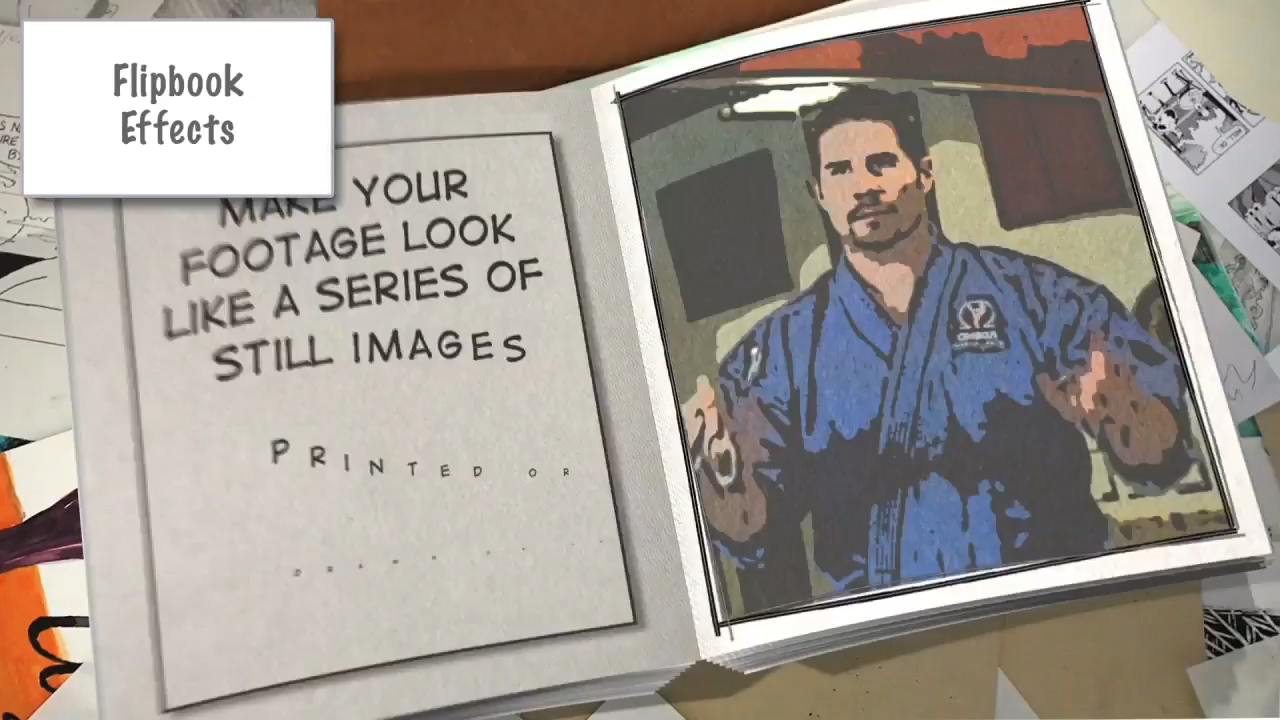 Flipbook
Effects
MAKE YOUR
FOOTAGE LOOK
LIKE A SERIES OF
STILL IMAGES
PRINTED OR